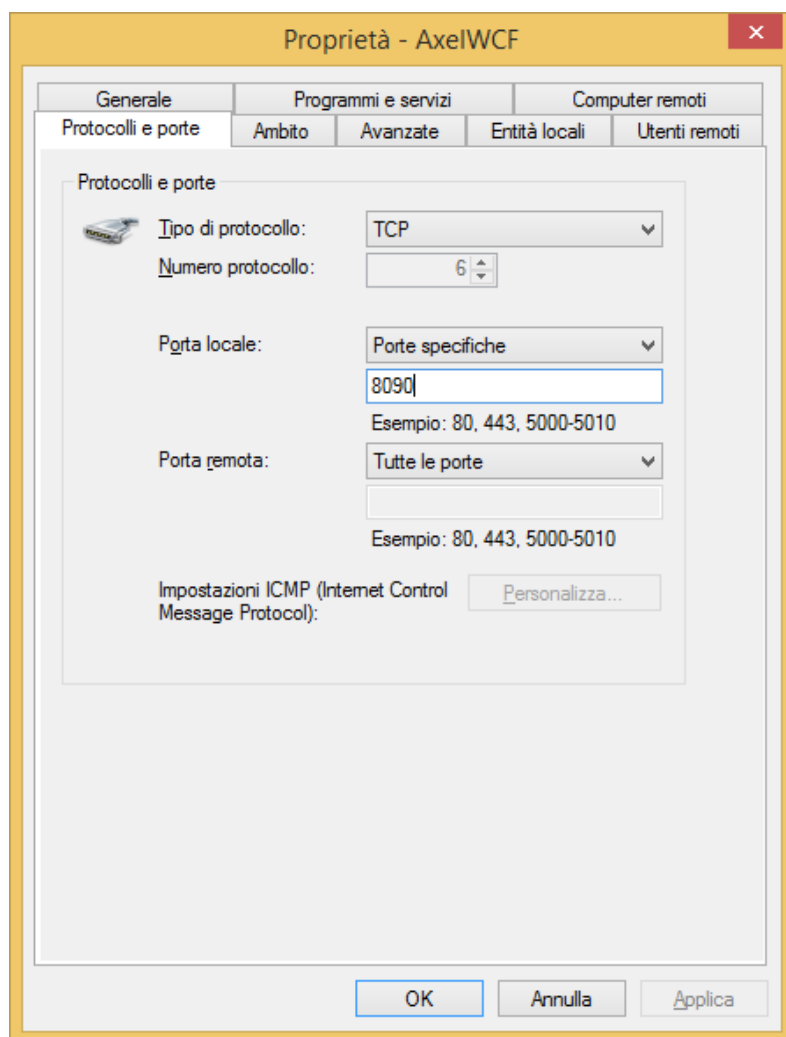 Proprietà - AxelWCF
Generale
Programmi e servizi
Computer remoti
Protocolli e porte
Ambito
Avanzate
Entità locali
Utenti remoti
Protocolli e porte
Tipo di protocollo:
TCP
Numero protocollo:
6
Porta locale:
Porte specifiche
8090
Esempio: 80, 443, 5000-5010
Porta remota:
Tutte le porte
Esempio: 80, 443, 5000-5010
Impostazioni ICMP (Internet Control
Message Protocol):
Personalizza...
OK
Annulla
Applica